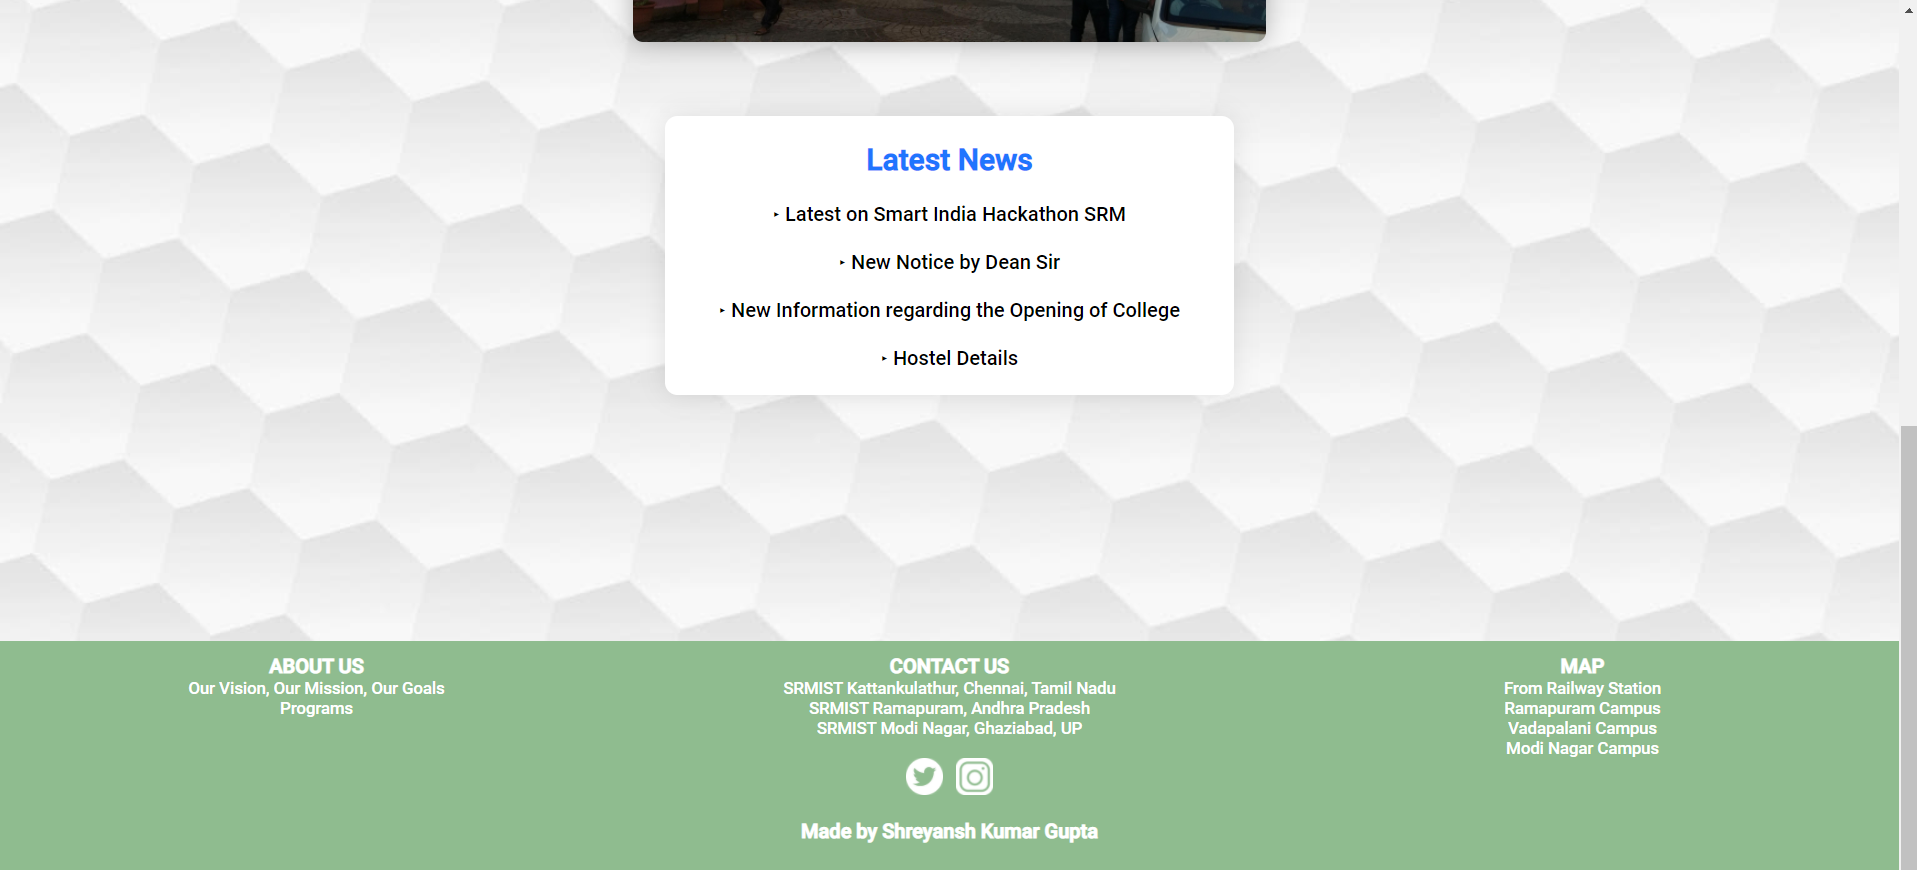 Latest News
‣ Latest on Smart India Hackathon SRM
‣ New Notice by Dean Sir
‣ New Information regarding the Opening of College
‣ Hostel Details
ABOUT US
Our Vision, Our Mission, Our Goals
Programs
CONTACT US
SRMIST Kattankulathur, Chennai, Tamil Nadu
SRMIST Ramapuram, Andhra Pradesh
SRMIST Modi Nagar, Ghaziabad, UP
MAP
From Railway Station
Ramapuram Campus
Vadapalani Campus
Modi Nagar Campus
Made by Shreyansh Kumar Gupta